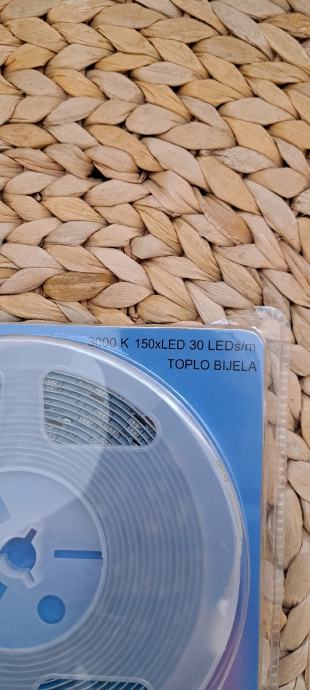 3000 K 150xLED 30 LEDs/m
TOPLO BIJELA